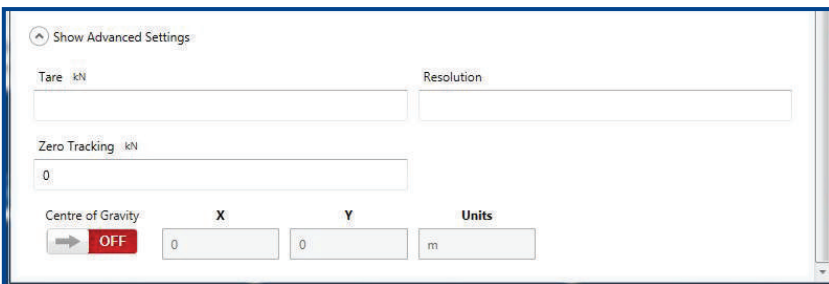 Show Advanced Settings
Tare kN Resolution
Zero Tracking kN
0
Centre of Gravity X Y Units
OFF 0 0 m